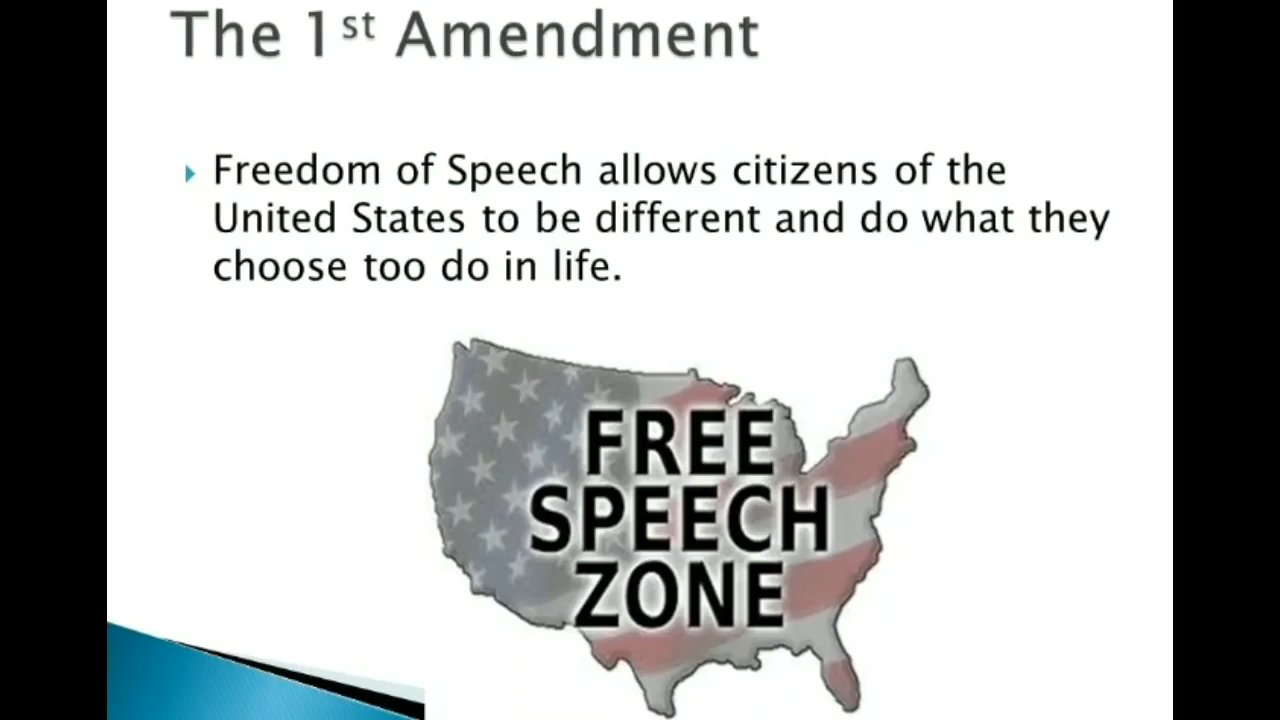 The 1st Amendment
Freedom of Speech allows citizens of the
United States to be different and do what they
choose too do in life.
FREE
SPEECH
ZONE